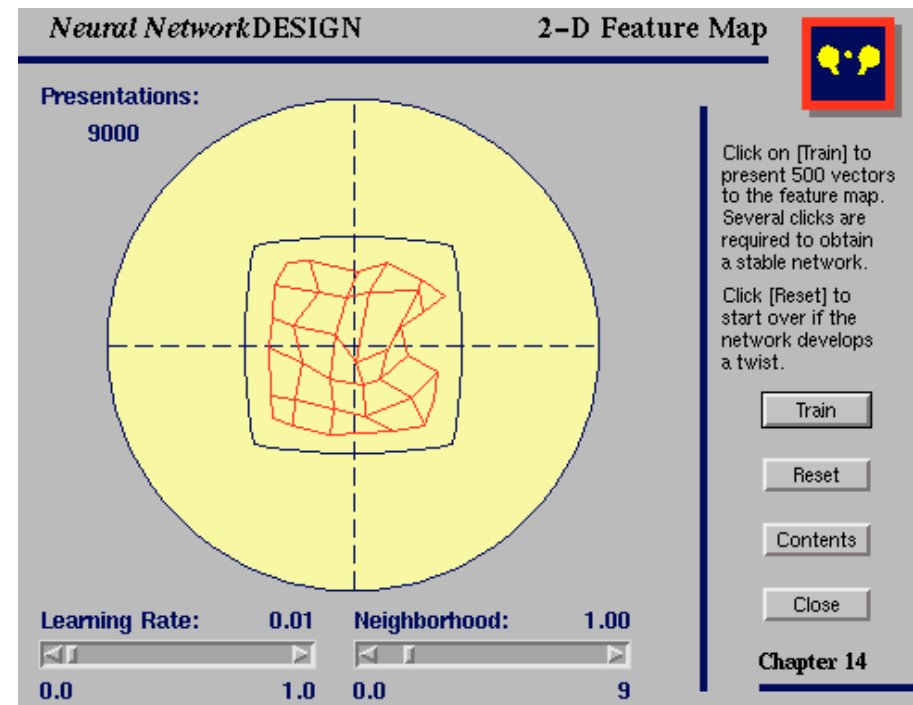 Neural NetworkDESIGN
2-D Feature Map
Presentations:
9000
Click on [Train] to
present 500 vectors
to the feature map.
Several clicks are
required to obtain
a stable network.
Click [Reset] to
start over if the
network develops
a twist.
Train
Reset
Contents
Close
Learning Rate: 0.01
Neighborhood: 1.00
0.0 1.0
0.0 9
Chapter 14